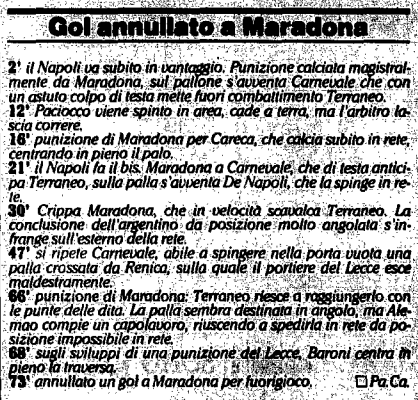 Gol annullato a Maradona
2' il Napoli va subito in vantaggio. Punizione calciata magistral-
mente da Maradona, sul pallone s'avventa Carnevale che con
un astuto colpo di testa mette fuori combattimento Terraneo.
12' Paciocco viene spinto in area, cade a terra, ma l'arbitro la-
scia correre.
16' punizione di Maradona per Careca, che calcia subito in rete,
centrando in pieno il palo.
21' il Napoli fa il bis. Maradona a Carnevale, che di testa antici-
pa Terraneo, sulla palla s'avventa De Napoli, che la spinge in re-
te.
30' Crippa Maradona, che in velocità scavalca Terraneo. La
conclusione dell'argentino da posizione molto angolata s'in-
frange sull'esterno della rete.
47' si ripete Carnevale, abile a spingere nella porta vuota una
palla crossata da Renica, sulla quale il portiere del Lecce esce
maldestramente.
66' punizione di Maradona: Terraneo riesce a raggiungerlo con
le punte delle dita. La palla sembra destinata in angolo, ma Ale-
mao compie un capolavoro, riuscendo a spedirla in rete da po-
sizione impossibile in rete.
68' sugli sviluppi di una punizione del Lecce, Baroni centra in
pieno la traversa.
73' annullato un gol a Maradona per fuorigioco. □ Pa. Ca.